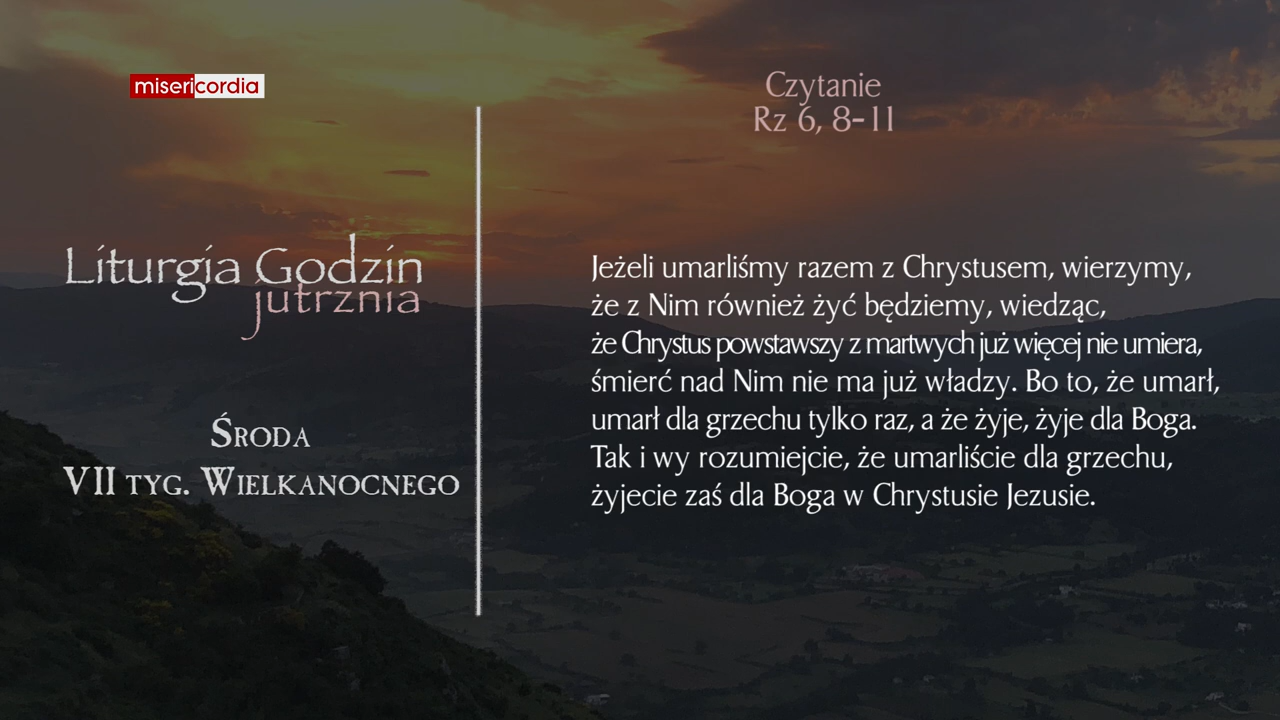 misericordia
Liturgia Godzin
jutrznia
Środa
VII tyg. Wielkanocnego
Czytanie
Rz 6, 8-11
Jeżeli umarliśmy razem z Chrystusem, wierzymy,
że z Nim również żyć będziemy, wiedząc,
że Chrystus powstawszy z martwych już więcej nie umiera,
śmierć nad Nim nie ma już władzy. Bo to, że umarł,
umarł dla grzechu tylko raz, a że żyje, żyje dla Boga.
Tak i wy rozumiejcie, że umarliście dla grzechu,
żyjecie zaś dla Boga w Chrystusie Jezusie.